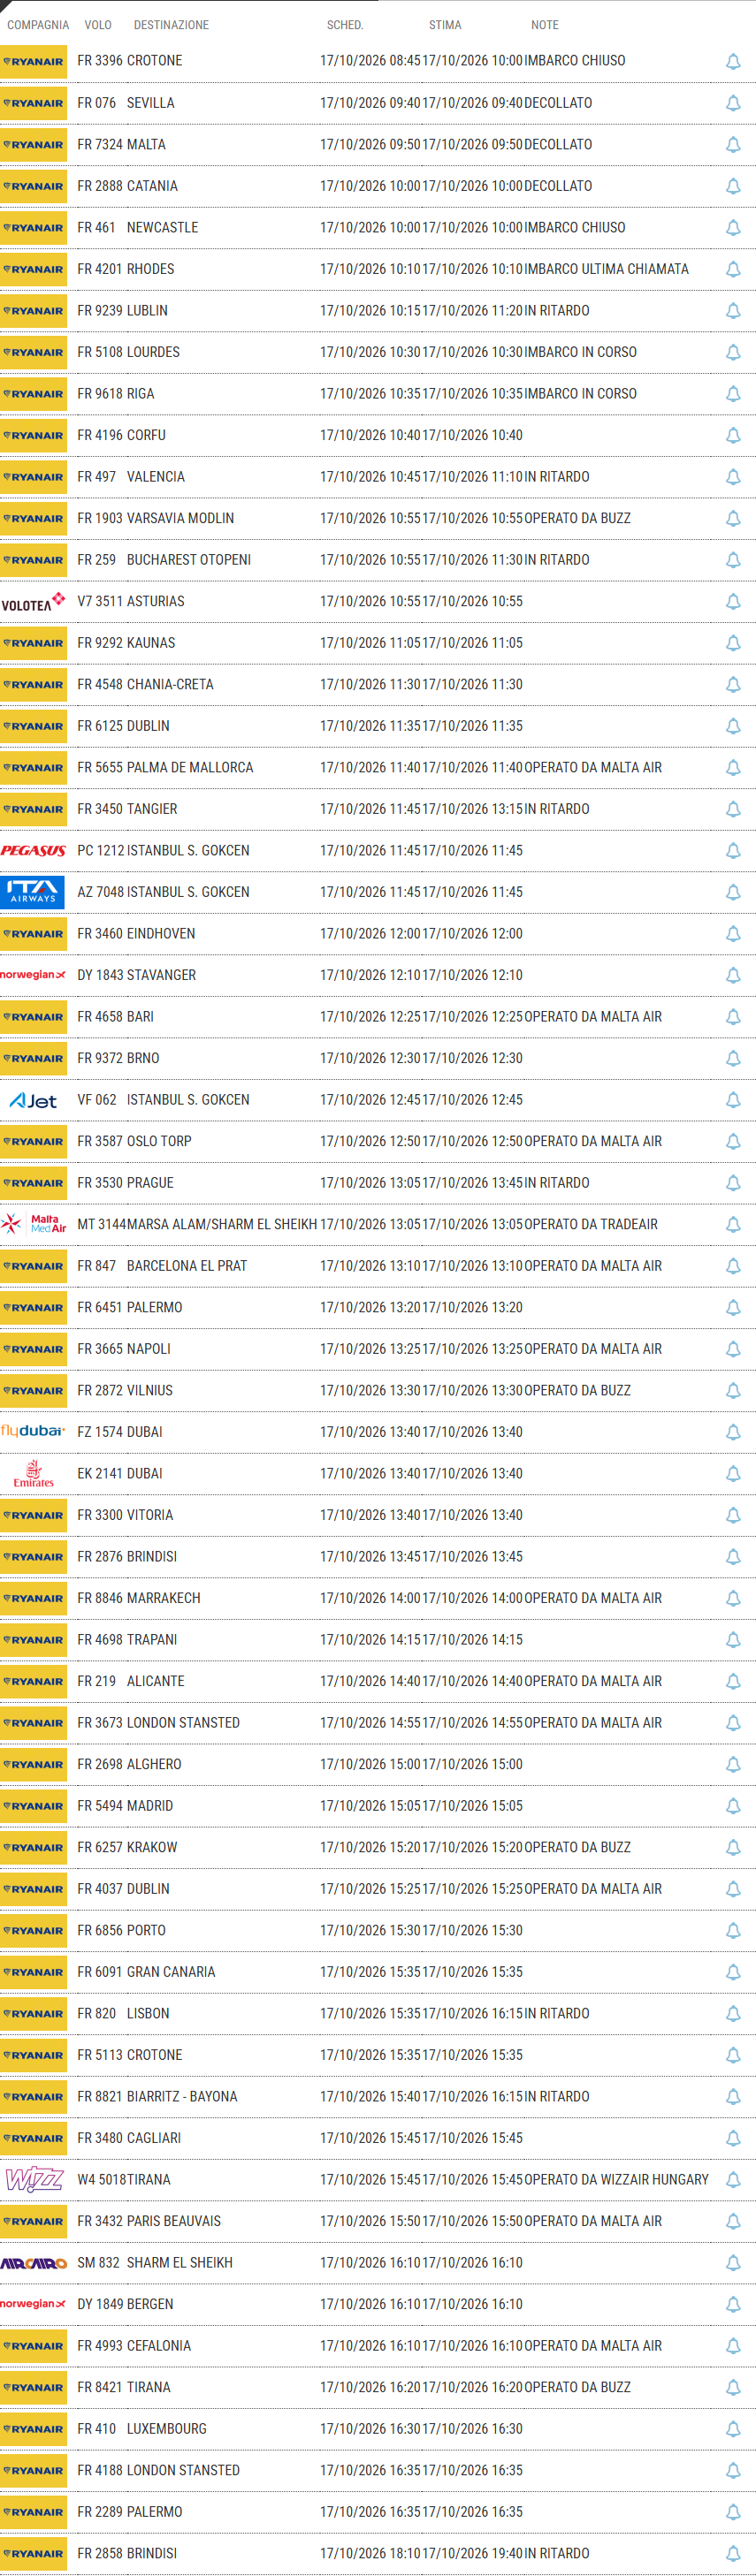 COMPAGNIA VOLO DESTINAZIONE SCHED. STIMA NOTE
RYANAIR FR 3396 CROTONE 17/10/2026 08:45 17/10/2026 10:00 IMBARCO CHIUSO
RYANAIR FR 076 SEVILLA 17/10/2026 09:40 17/10/2026 09:40 DECOLLATO
RYANAIR FR 7324 MALTA 17/10/2026 09:50 17/10/2026 09:50 DECOLLATO
RYANAIR FR 2888 CATANIA 17/10/2026 10:00 17/10/2026 10:00 DECOLLATO
RYANAIR FR 461 NEWCASTLE 17/10/2026 10:00 17/10/2026 10:00 IMBARCO CHIUSO
RYANAIR FR 4201 RHODES 17/10/2026 10:10 17/10/2026 10:10 IMBARCO ULTIMA CHIAMATA
RYANAIR FR 9239 LUBLIN 17/10/2026 10:15 17/10/2026 11:20 IN RITARDO
RYANAIR FR 5108 LOURDES 17/10/2026 10:30 17/10/2026 10:30 IMBARCO IN CORSO
RYANAIR FR 9618 RIGA 17/10/2026 10:35 17/10/2026 10:35 IMBARCO IN CORSO
RYANAIR FR 4196 CORFU 17/10/2026 10:40 17/10/2026 10:40
RYANAIR FR 497 VALENCIA 17/10/2026 10:45 17/10/2026 11:10 IN RITARDO
RYANAIR FR 1903 VARSAVIA MODLIN 17/10/2026 10:55 17/10/2026 10:55 OPERATO DA BUZZ
RYANAIR FR 259 BUCHAREST OTOPENI 17/10/2026 10:55 17/10/2026 11:30 IN RITARDO
VOLOTEA V7 3511 ASTURIAS 17/10/2026 10:55 17/10/2026 10:55
RYANAIR FR 9292 KAUNAS 17/10/2026 11:05 17/10/2026 11:05
RYANAIR FR 4548 CHANIA-CRETA 17/10/2026 11:30 17/10/2026 11:30
RYANAIR FR 6125 DUBLIN 17/10/2026 11:35 17/10/2026 11:35
RYANAIR FR 5655 PALMA DE MALLORCA 17/10/2026 11:40 17/10/2026 11:40 OPERATO DA MALTA AIR
RYANAIR FR 3450 TANGIER 17/10/2026 11:45 17/10/2026 13:15 IN RITARDO
PEGASUS PC 1212 ISTANBUL S. GOKCEN 17/10/2026 11:45 17/10/2026 11:45
ITA AIRWAYS AZ 7048 ISTANBUL S. GOKCEN 17/10/2026 11:45 17/10/2026 11:45
RYANAIR FR 3460 EINDHOVEN 17/10/2026 12:00 17/10/2026 12:00
norwegian DY 1843 STAVANGER 17/10/2026 12:10 17/10/2026 12:10
RYANAIR FR 4658 BARI 17/10/2026 12:25 17/10/2026 12:25 OPERATO DA MALTA AIR
RYANAIR FR 9372 BRNO 17/10/2026 12:30 17/10/2026 12:30
AJet VF 062 ISTANBUL S. GOKCEN 17/10/2026 12:45 17/10/2026 12:45
RYANAIR FR 3587 OSLO TORP 17/10/2026 12:50 17/10/2026 12:50 OPERATO DA MALTA AIR
RYANAIR FR 3530 PRAGUE 17/10/2026 13:05 17/10/2026 13:45 IN RITARDO
Malta MedAir MT 3144 MARSA ALAM/SHARM EL SHEIKH 17/10/2026 13:05 17/10/2026 13:05 OPERATO DA TRADEAIR
RYANAIR FR 847 BARCELONA EL PRAT 17/10/2026 13:10 17/10/2026 13:10 OPERATO DA MALTA AIR
RYANAIR FR 6451 PALERMO 17/10/2026 13:20 17/10/2026 13:20
RYANAIR FR 3665 NAPOLI 17/10/2026 13:25 17/10/2026 13:25 OPERATO DA MALTA AIR
RYANAIR FR 2872 VILNIUS 17/10/2026 13:30 17/10/2026 13:30 OPERATO DA BUZZ
flydubai FZ 1574 DUBAI 17/10/2026 13:40 17/10/2026 13:40
Emirates EK 2141 DUBAI 17/10/2026 13:40 17/10/2026 13:40
RYANAIR FR 3300 VITORIA 17/10/2026 13:40 17/10/2026 13:40
RYANAIR FR 2876 BRINDISI 17/10/2026 13:45 17/10/2026 13:45
RYANAIR FR 8846 MARRAKECH 17/10/2026 14:00 17/10/2026 14:00 OPERATO DA MALTA AIR
RYANAIR FR 4698 TRAPANI 17/10/2026 14:15 17/10/2026 14:15
RYANAIR FR 219 ALICANTE 17/10/2026 14:40 17/10/2026 14:40 OPERATO DA MALTA AIR
RYANAIR FR 3673 LONDON STANSTED 17/10/2026 14:55 17/10/2026 14:55 OPERATO DA MALTA AIR
RYANAIR FR 2698 ALGHERO 17/10/2026 15:00 17/10/2026 15:00
RYANAIR FR 5494 MADRID 17/10/2026 15:05 17/10/2026 15:05
RYANAIR FR 6257 KRAKOW 17/10/2026 15:20 17/10/2026 15:20 OPERATO DA BUZZ
RYANAIR FR 4037 DUBLIN 17/10/2026 15:25 17/10/2026 15:25 OPERATO DA MALTA AIR
RYANAIR FR 6856 PORTO 17/10/2026 15:30 17/10/2026 15:30
RYANAIR FR 6091 GRAN CANARIA 17/10/2026 15:35 17/10/2026 15:35
RYANAIR FR 820 LISBON 17/10/2026 15:35 17/10/2026 16:15 IN RITARDO
RYANAIR FR 5113 CROTONE 17/10/2026 15:35 17/10/2026 15:35
RYANAIR FR 8821 BIARRITZ - BAYONA 17/10/2026 15:40 17/10/2026 16:15 IN RITARDO
RYANAIR FR 3480 CAGLIARI 17/10/2026 15:45 17/10/2026 15:45
WIZZ W4 5018 TIRANA 17/10/2026 15:45 17/10/2026 15:45 OPERATO DA WIZZAIR HUNGARY
RYANAIR FR 3432 PARIS BEAUVAIS 17/10/2026 15:50 17/10/2026 15:50 OPERATO DA MALTA AIR
AIRCAIRO SM 832 SHARM EL SHEIKH 17/10/2026 16:10 17/10/2026 16:10
norwegian DY 1849 BERGEN 17/10/2026 16:10 17/10/2026 16:10
RYANAIR FR 4993 CEFALONIA 17/10/2026 16:10 17/10/2026 16:10 OPERATO DA MALTA AIR
RYANAIR FR 8421 TIRANA 17/10/2026 16:20 17/10/2026 16:20 OPERATO DA BUZZ
RYANAIR FR 410 LUXEMBOURG 17/10/2026 16:30 17/10/2026 16:30
RYANAIR FR 4188 LONDON STANSTED 17/10/2026 16:35 17/10/2026 16:35
RYANAIR FR 2289 PALERMO 17/10/2026 16:35 17/10/2026 16:35
RYANAIR FR 2858 BRINDISI 17/10/2026 18:10 17/10/2026 19:40 IN RITARDO